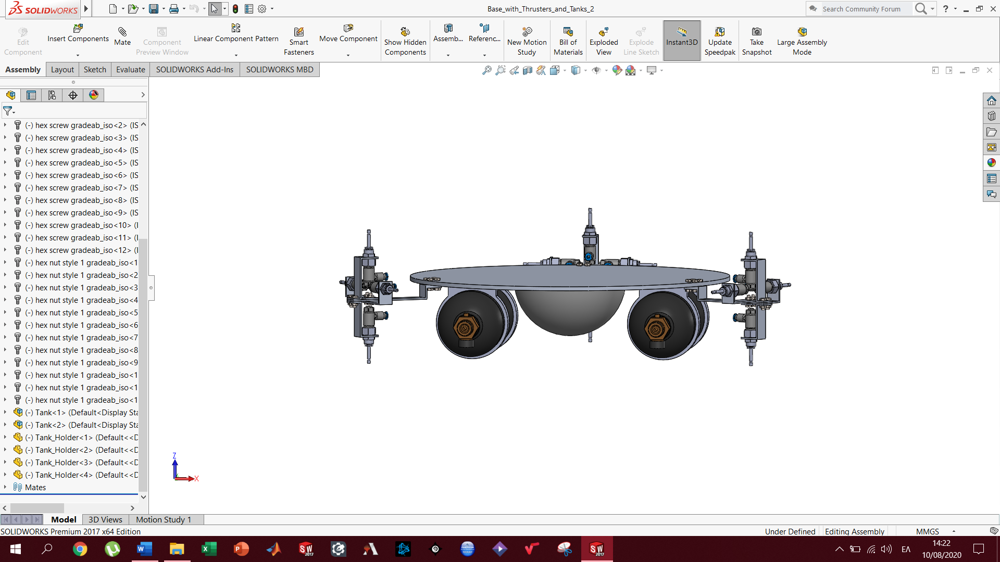 SOLIDWORKS
Base_with_Thrusters_and_Tanks_2
Search Community Forum
?
Edit Component
Insert Components
Mate
Component Preview Window
Linear Component Pattern
Smart Fasteners
Move Component
Show Hidden Components
Assemb...
Referenc...
New Motion Study
Bill of Materials
Exploded View
Explode Line Sketch
Instant3D
Update Speedpak
Take Snapshot
Large Assembly Mode
Assembly
Layout
Sketch
Evaluate
SOLIDWORKS Add-Ins
SOLIDWORKS MBD
(-) hex screw gradeab_iso<2> (IS
(-) hex screw gradeab_iso<3> (IS
(-) hex screw gradeab_iso<4> (IS
(-) hex screw gradeab_iso<5> (IS
(-) hex screw gradeab_iso<6> (IS
(-) hex screw gradeab_iso<7> (IS
(-) hex screw gradeab_iso<8> (IS
(-) hex screw gradeab_iso<9> (IS
(-) hex screw gradeab_iso<10> (I
(-) hex screw gradeab_iso<11> (I
(-) hex screw gradeab_iso<12> (I
(-) hex nut style 1 gradeab_iso<1
(-) hex nut style 1 gradeab_iso<2
(-) hex nut style 1 gradeab_iso<3
(-) hex nut style 1 gradeab_iso<4
(-) hex nut style 1 gradeab_iso<5
(-) hex nut style 1 gradeab_iso<6
(-) hex nut style 1 gradeab_iso<7
(-) hex nut style 1 gradeab_iso<8
(-) hex nut style 1 gradeab_iso<9
(-) hex nut style 1 gradeab_iso<1
(-) hex nut style 1 gradeab_iso<1
(-) hex nut style 1 gradeab_iso<1
(-) Tank<1> (Default<Display Sta
(-) Tank<2> (Default<Display Sta
(-) Tank_Holder<1> (Default<<D
(-) Tank_Holder<2> (Default<<D
(-) Tank_Holder<3> (Default<<D
(-) Tank_Holder<4> (Default<<D
Mates
Z
X
Model
3D Views
Motion Study 1
SOLIDWORKS Premium 2017 x64 Edition
Under Defined
Editing Assembly
MMGS
SW 2017
SW 2017
ΕΛ
14:22
10/08/2020